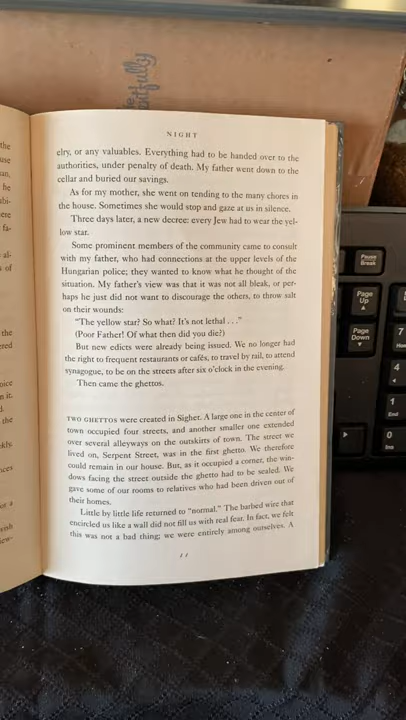 NIGHT
elry, or any valuables. Everything had to be handed over to the
authorities, under penalty of death. My father went down to the
cellar and buried our savings.
As for my mother, she went on tending to the many chores in
the house. Sometimes she would stop and gaze at us in silence.
Three days later, a new decree: every Jew had to wear the yel-
low star.
Some prominent members of the community came to consult
with my father, who had connections at the upper levels of the
Hungarian police; they wanted to know what he thought of the
situation. My father's view was that it was not all bleak, or per-
haps he just did not want to discourage the others, to throw salt
on their wounds:
"The yellow star? So what? It's not lethal . . ."
(Poor Father! Of what then did you die?)
But new edicts were already being issued. We no longer had
the right to frequent restaurants or cafés, to travel by rail, to attend
synagogue, to be on the streets after six o'clock in the evening.
Then came the ghettos.
TWO GHETTOS were created in Sighet. A large one in the center of
town occupied four streets, and another smaller one extended
over several alleyways on the outskirts of town. The street we
lived on, Serpent Street, was in the first ghetto. We therefore
could remain in our house. But, as it occupied a corner, the win-
dows facing the street outside the ghetto had to be sealed. We
gave some of our rooms to relatives who had been driven out of
their homes.
Little by little life returned to "normal." The barbed wire that
encircled us like a wall did not fill us with real fear. In fact, we felt
this was not a bad thing; we were entirely among ourselves. A
11
the
he
ere
fa-
al-
s of
the
oice
n it.
the
kly.
or a
Pause
Break
Page
Up
Page
Down
7
4
1
End
0
Ins